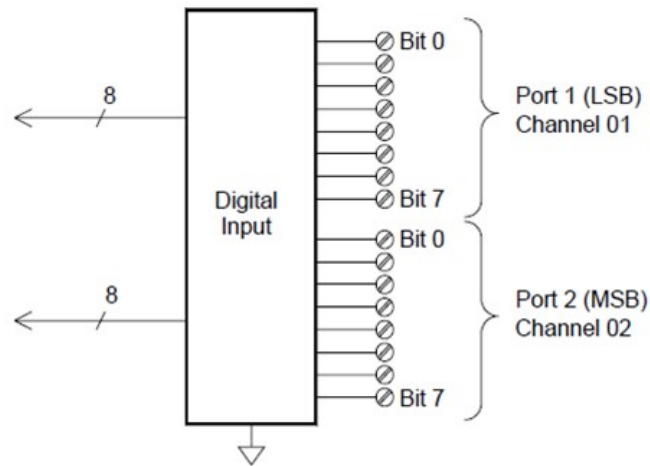 Bit 0
8
Port 1 (LSB)
Channel 01
Bit 7
Digital
Input
Bit 0
8
Port 2 (MSB)
Channel 02
Bit 7